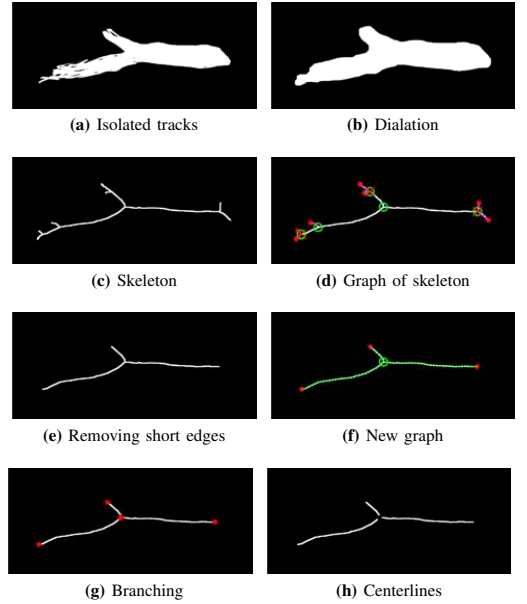 (a) Isolated tracks
(b) Dialation
(c) Skeleton
(d) Graph of skeleton
(e) Removing short edges
(f) New graph
(g) Branching
(h) Centerlines